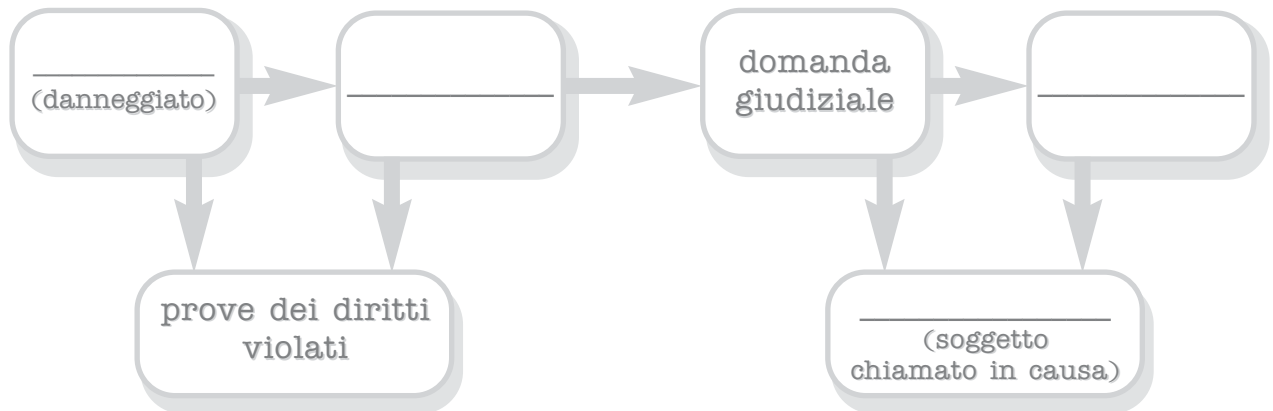 (danneggiato)
domanda
giudiziale
prove dei diritti
violati
(soggetto
chiamato in causa)